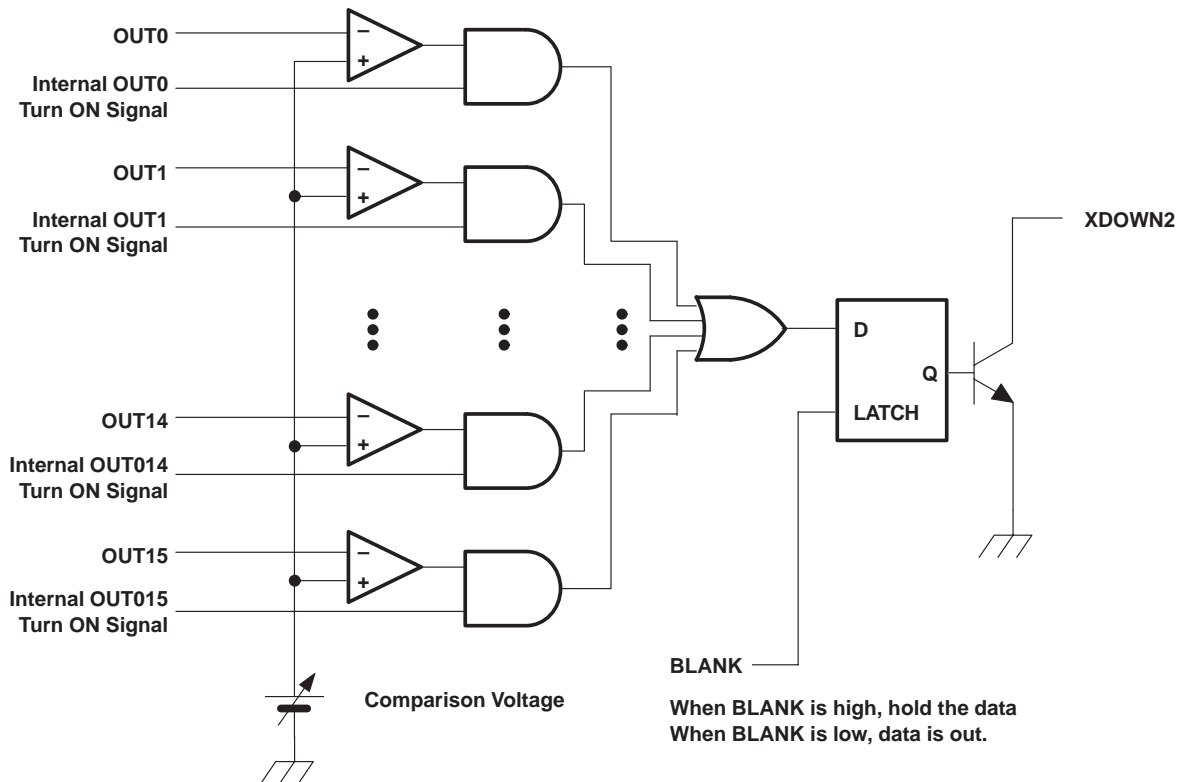 OUT0
−
+
Internal OUT0
Turn ON Signal
OUT1
−
+
Internal OUT1
Turn ON Signal
XDOWN2
D
Q
LATCH
OUT14
−
+
Internal OUT014
Turn ON Signal
OUT15
−
+
Internal OUT015
Turn ON Signal
BLANK
Comparison Voltage
When BLANK is high, hold the data
When BLANK is low, data is out.